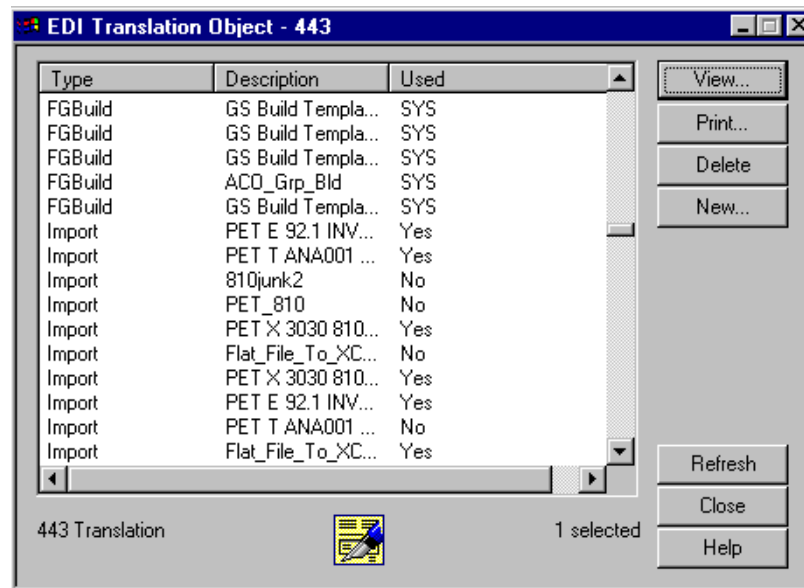 EDI Translation Object - 443
Type Description Used
FGBuild GS Build Templa... SYS
FGBuild GS Build Templa... SYS
FGBuild GS Build Templa... SYS
FGBuild ACO_Grp_Bld SYS
FGBuild GS Build Templa... SYS
Import PET E 92.1 INV... Yes
Import PET T ANA001 ... Yes
Import 810junk2 No
Import PET_810 No
Import PET X 3030 810... Yes
Import Flat_File_To_XC... No
Import PET X 3030 810... Yes
Import PET E 92.1 INV... Yes
Import PET T ANA001 ... No
Import Flat_File_To_XC... Yes
View...
Print...
Delete
New...
Refresh
Close
Help
443 Translation
1 selected